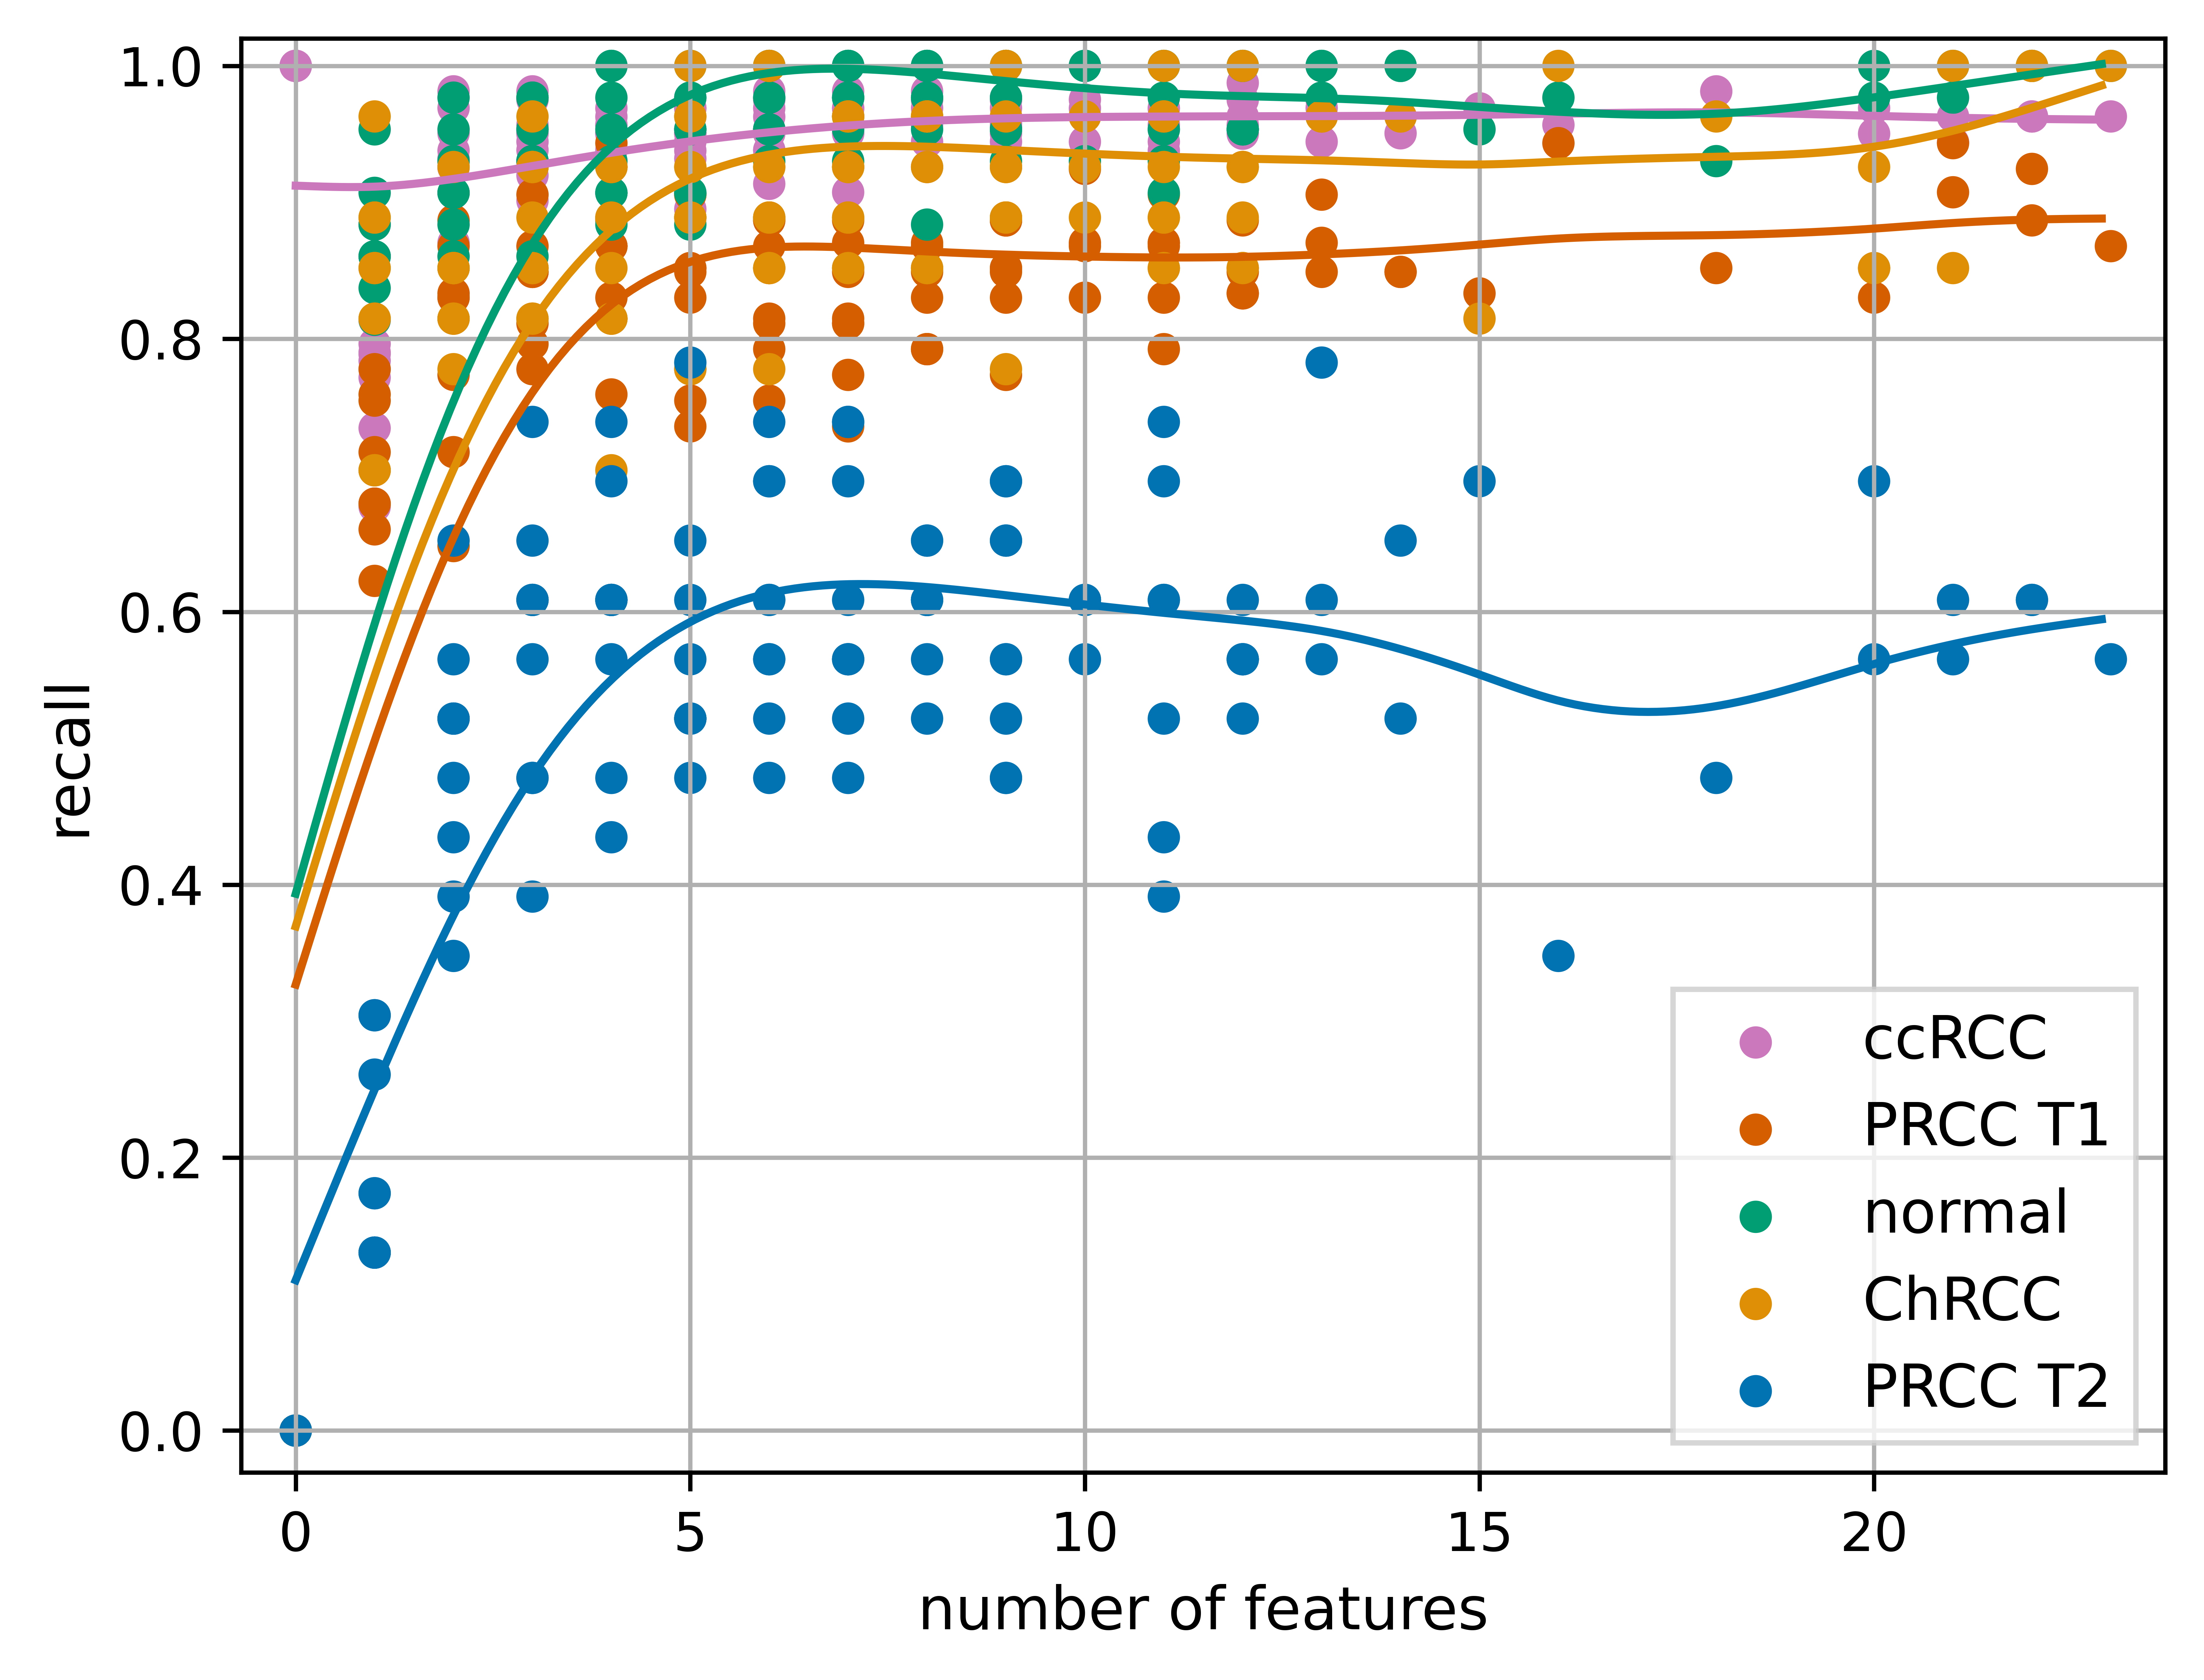 1.0
0.8
0.6
0.4
0.2
0.0
recall
0 5 10 15 20
number of features
ccRCC
PRCC T1
normal
ChRCC
PRCC T2